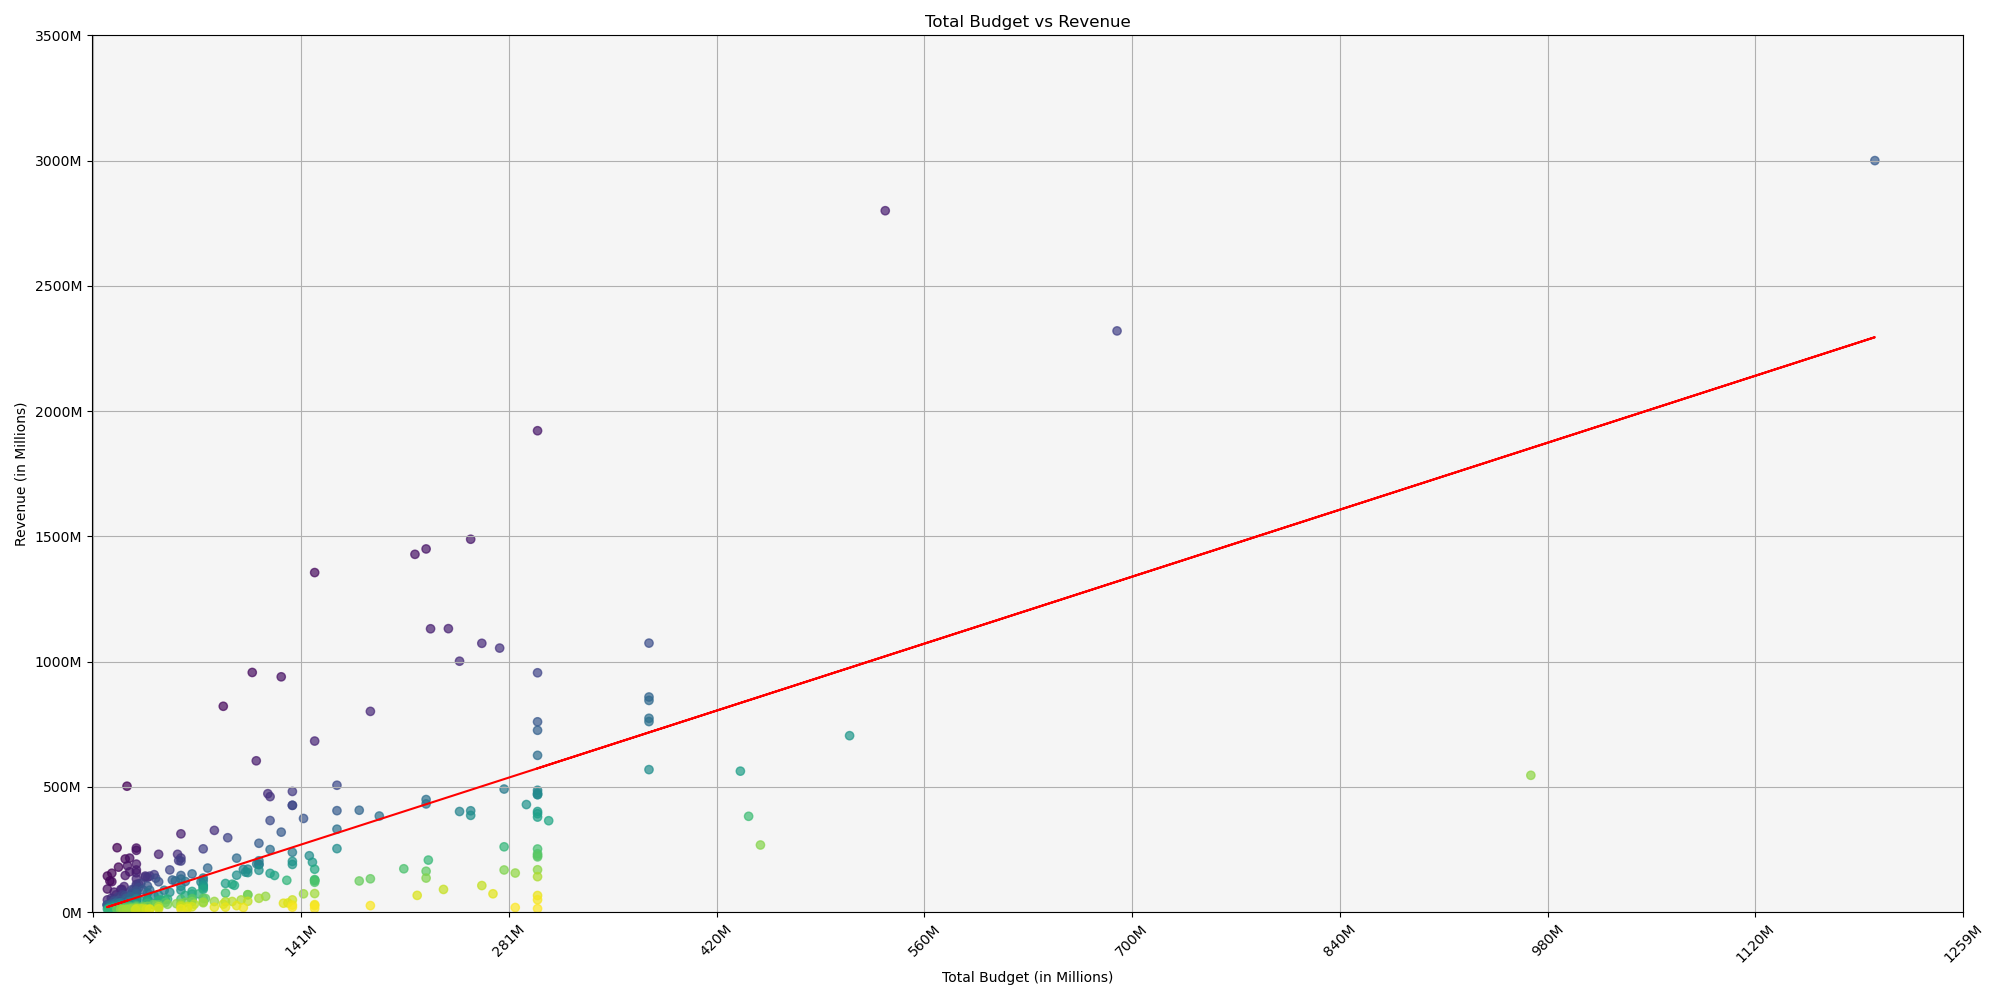 Total Budget vs Revenue
3500M
3000M
2500M
2000M
1500M
1000M
500M
0M
Revenue (in Millions)
1M
141M
281M
420M
560M
700M
840M
980M
1120M
1259M
Total Budget (in Millions)